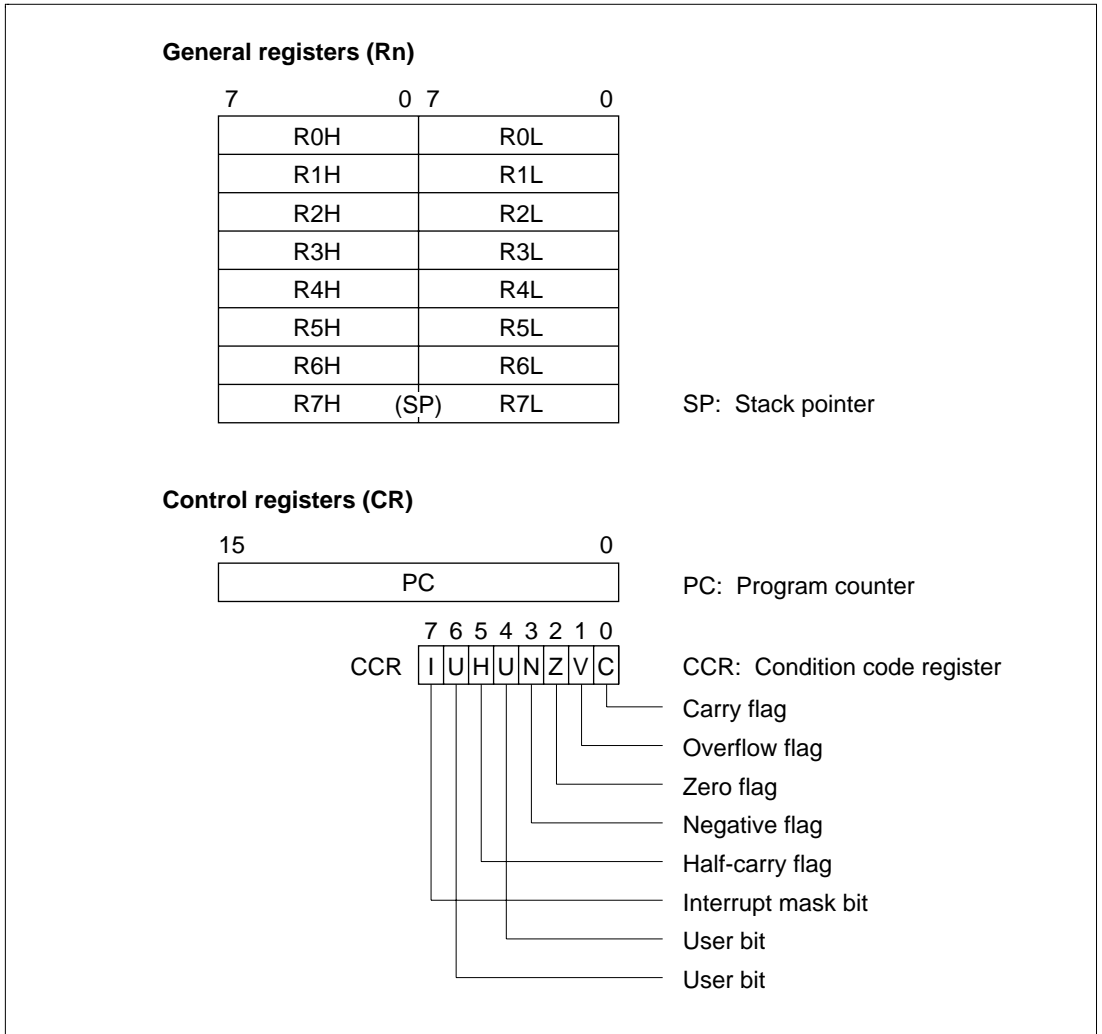 General registers (Rn)
7 0 7 0
R0H R0L
R1H R1L
R2H R2L
R3H R3L
R4H R4L
R5H R5L
R6H R6L
R7H (SP) R7L SP: Stack pointer
Control registers (CR)
15 0
PC PC: Program counter
7 6 5 4 3 2 1 0
CCR I U H U N Z V C CCR: Condition code register
Carry flag
Overflow flag
Zero flag
Negative flag
Half-carry flag
Interrupt mask bit
User bit
User bit